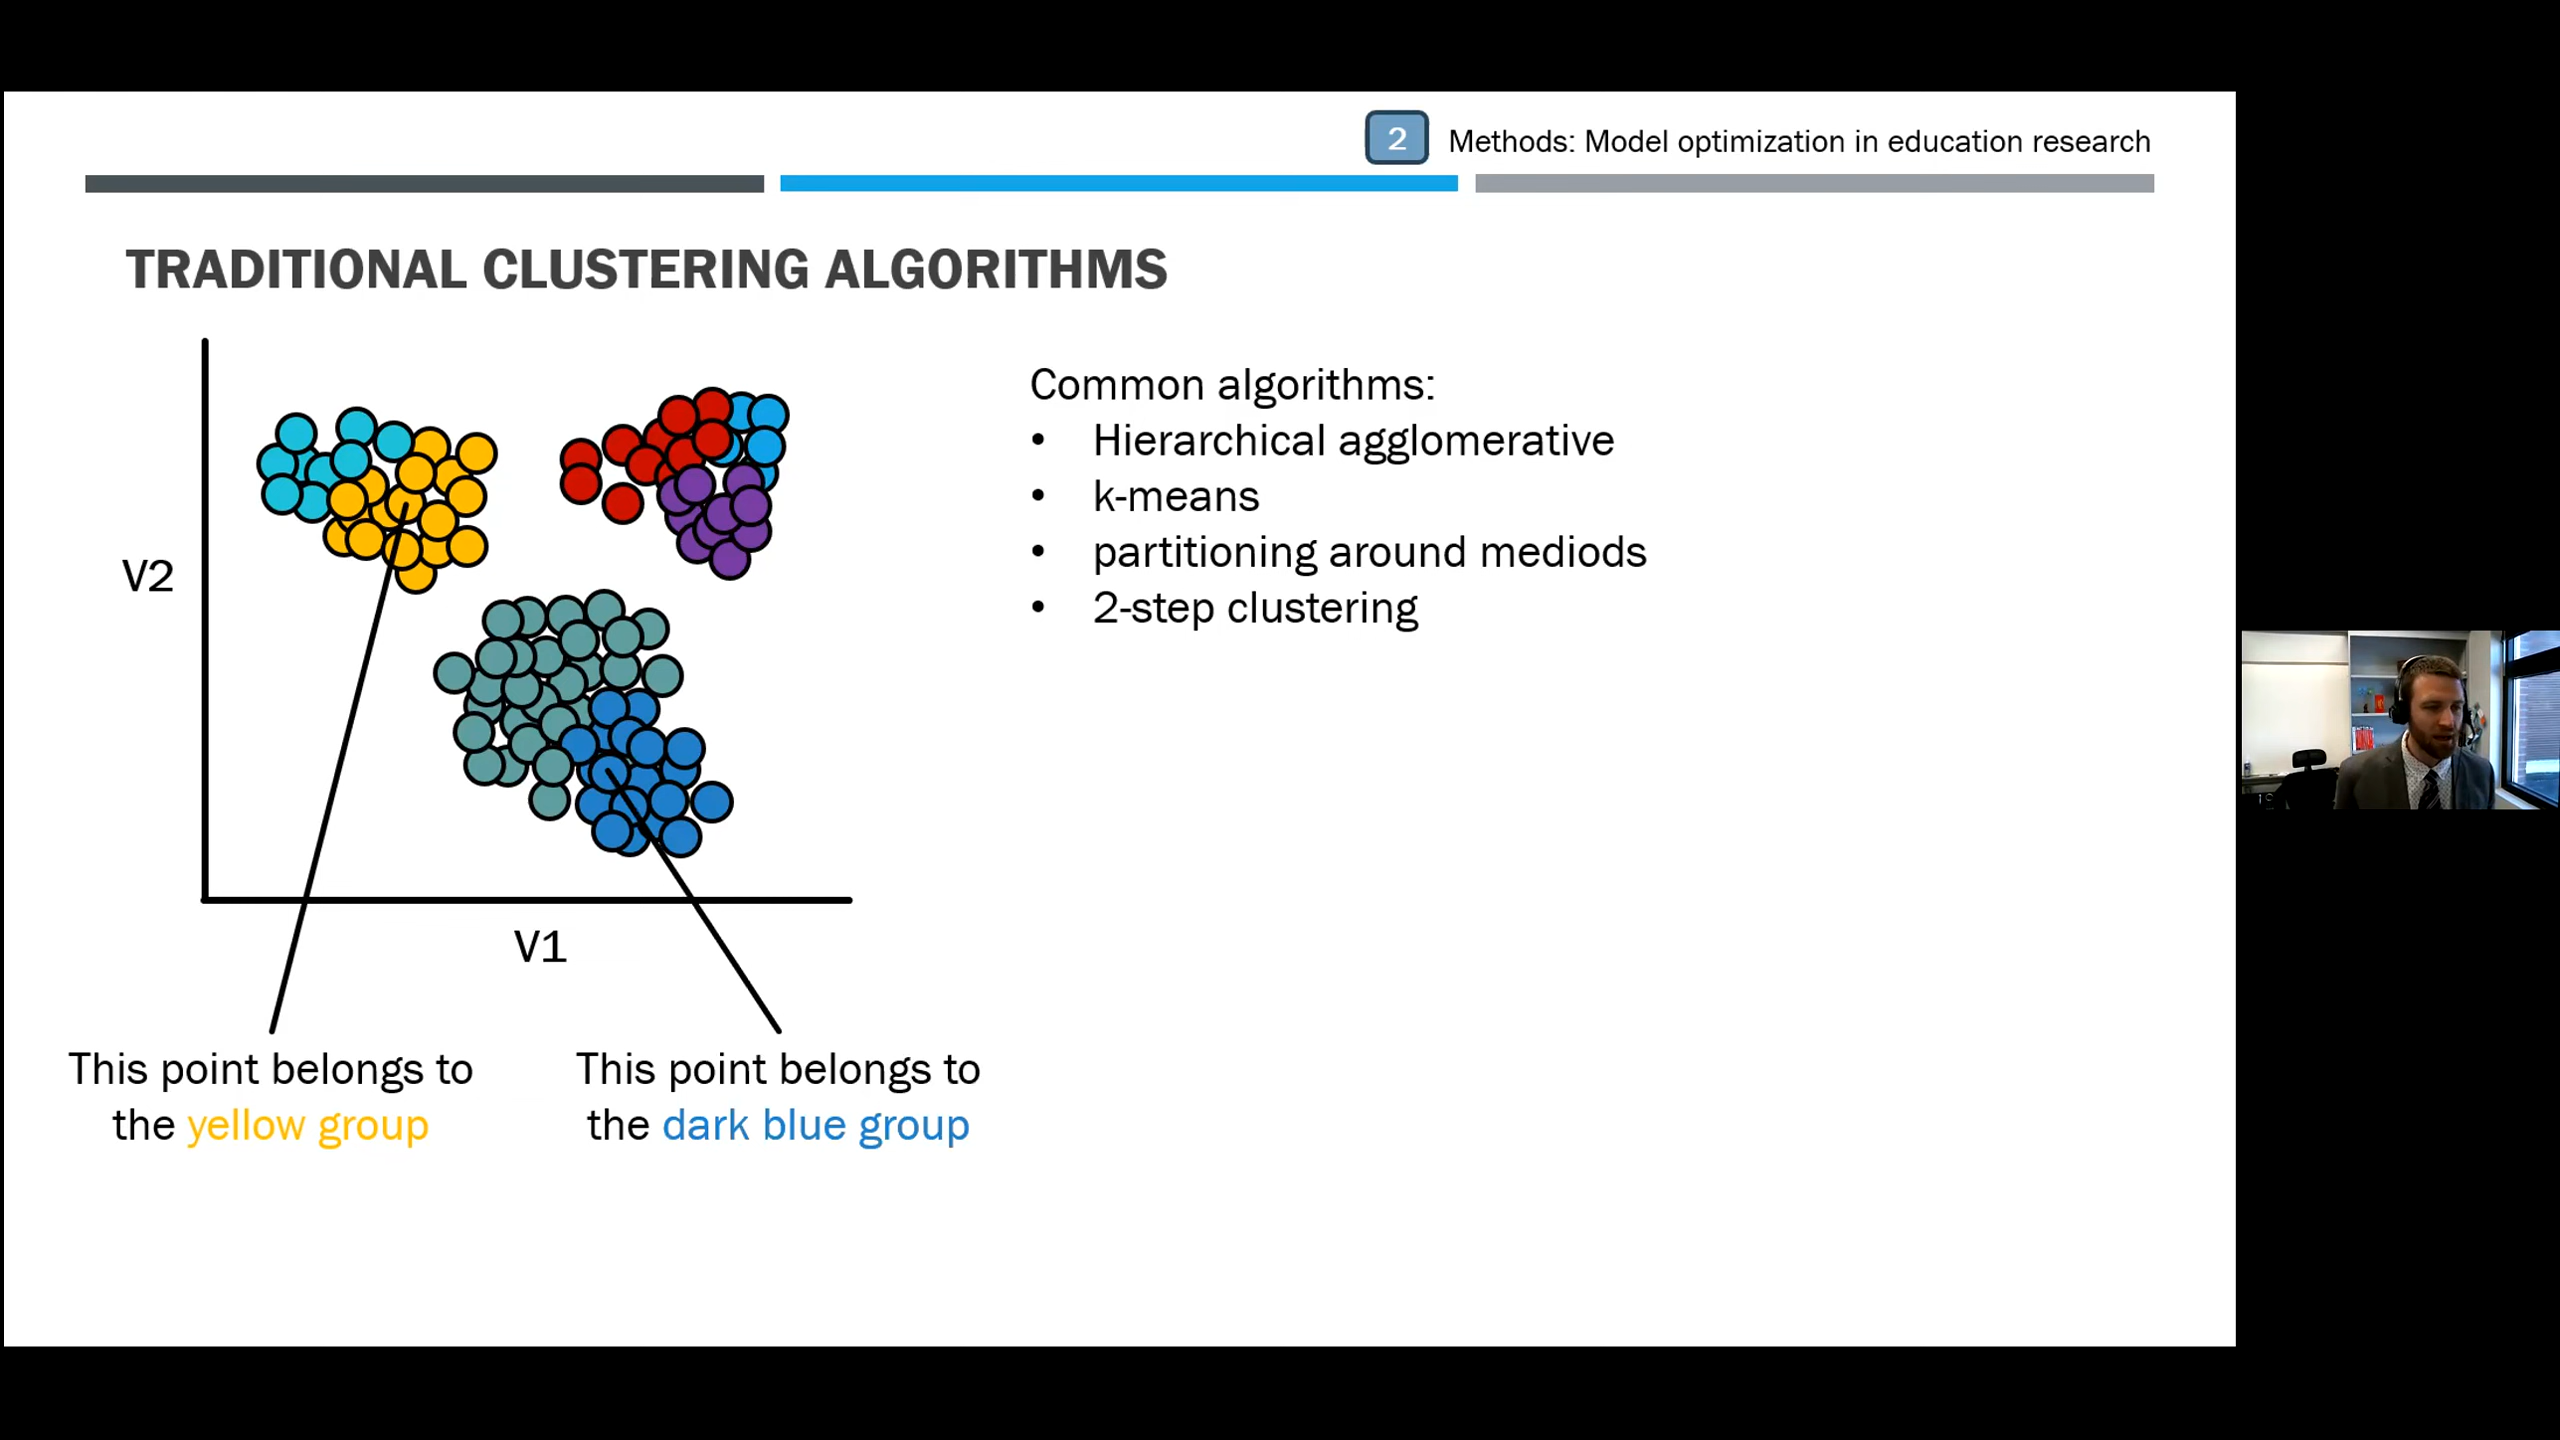 2 Methods: Model optimization in education research
TRADITIONAL CLUSTERING ALGORITHMS
V2
V1
This point belongs to
the yellow group
This point belongs to
the dark blue group
Common algorithms:
• Hierarchical agglomerative
• k-means
• partitioning around mediods
• 2-step clustering